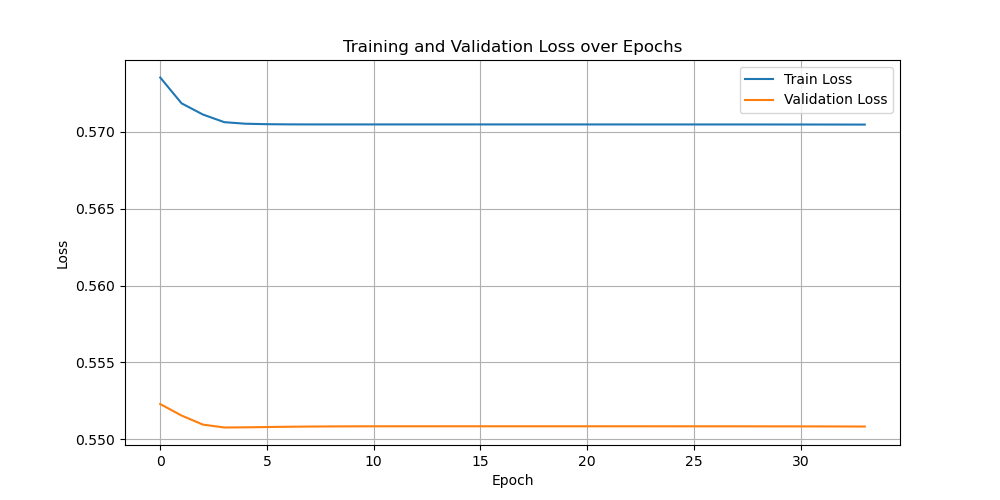 Training and Validation Loss over Epochs
Train Loss
Validation Loss
0.570
0.565
0.560
0.555
0.550
Loss
0 5 10 15 20 25 30
Epoch